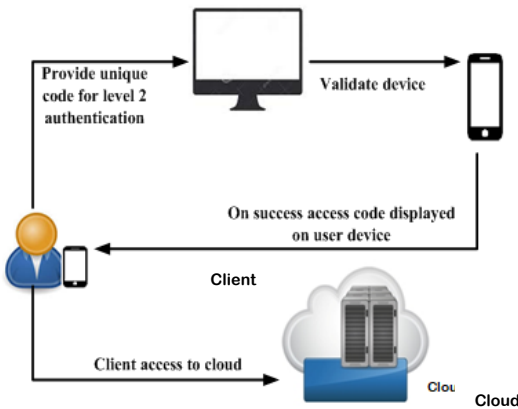 Provide unique
code for level 2
authentication
Validate device
On success access code displayed
on user device
Client
Client access to cloud
Clou
Cloud